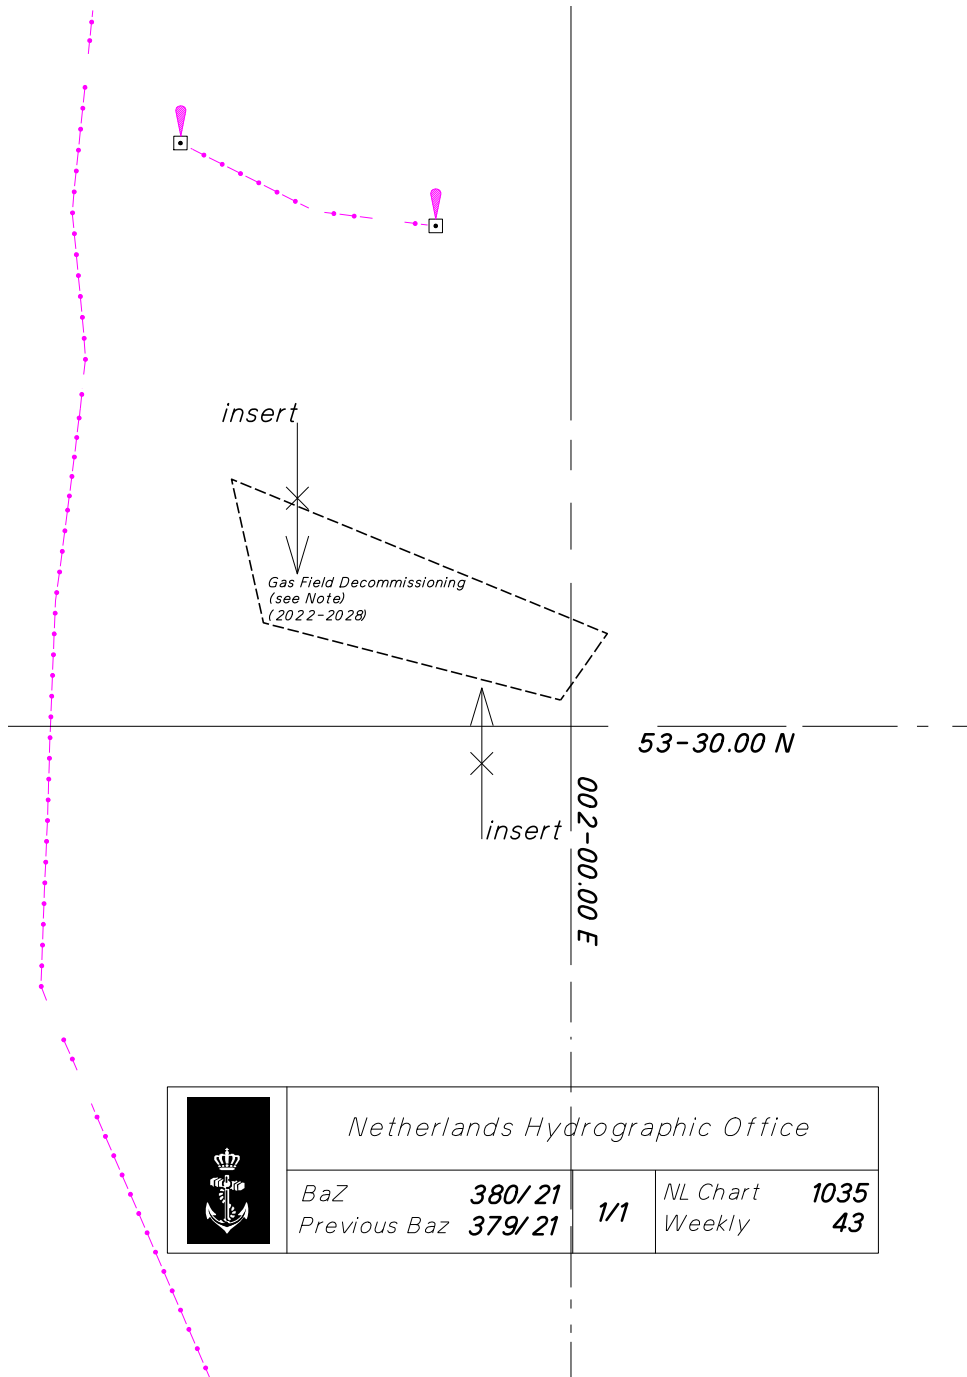 insert
Gas Field Decommissioning
(see Note)
(2022-2028)
53-30.00 N
002-00.00 E
insert
Netherlands Hydrographic Office
BaZ 380/21
Previous Baz 379/21
1/1
NL Chart 1035
Weekly 43